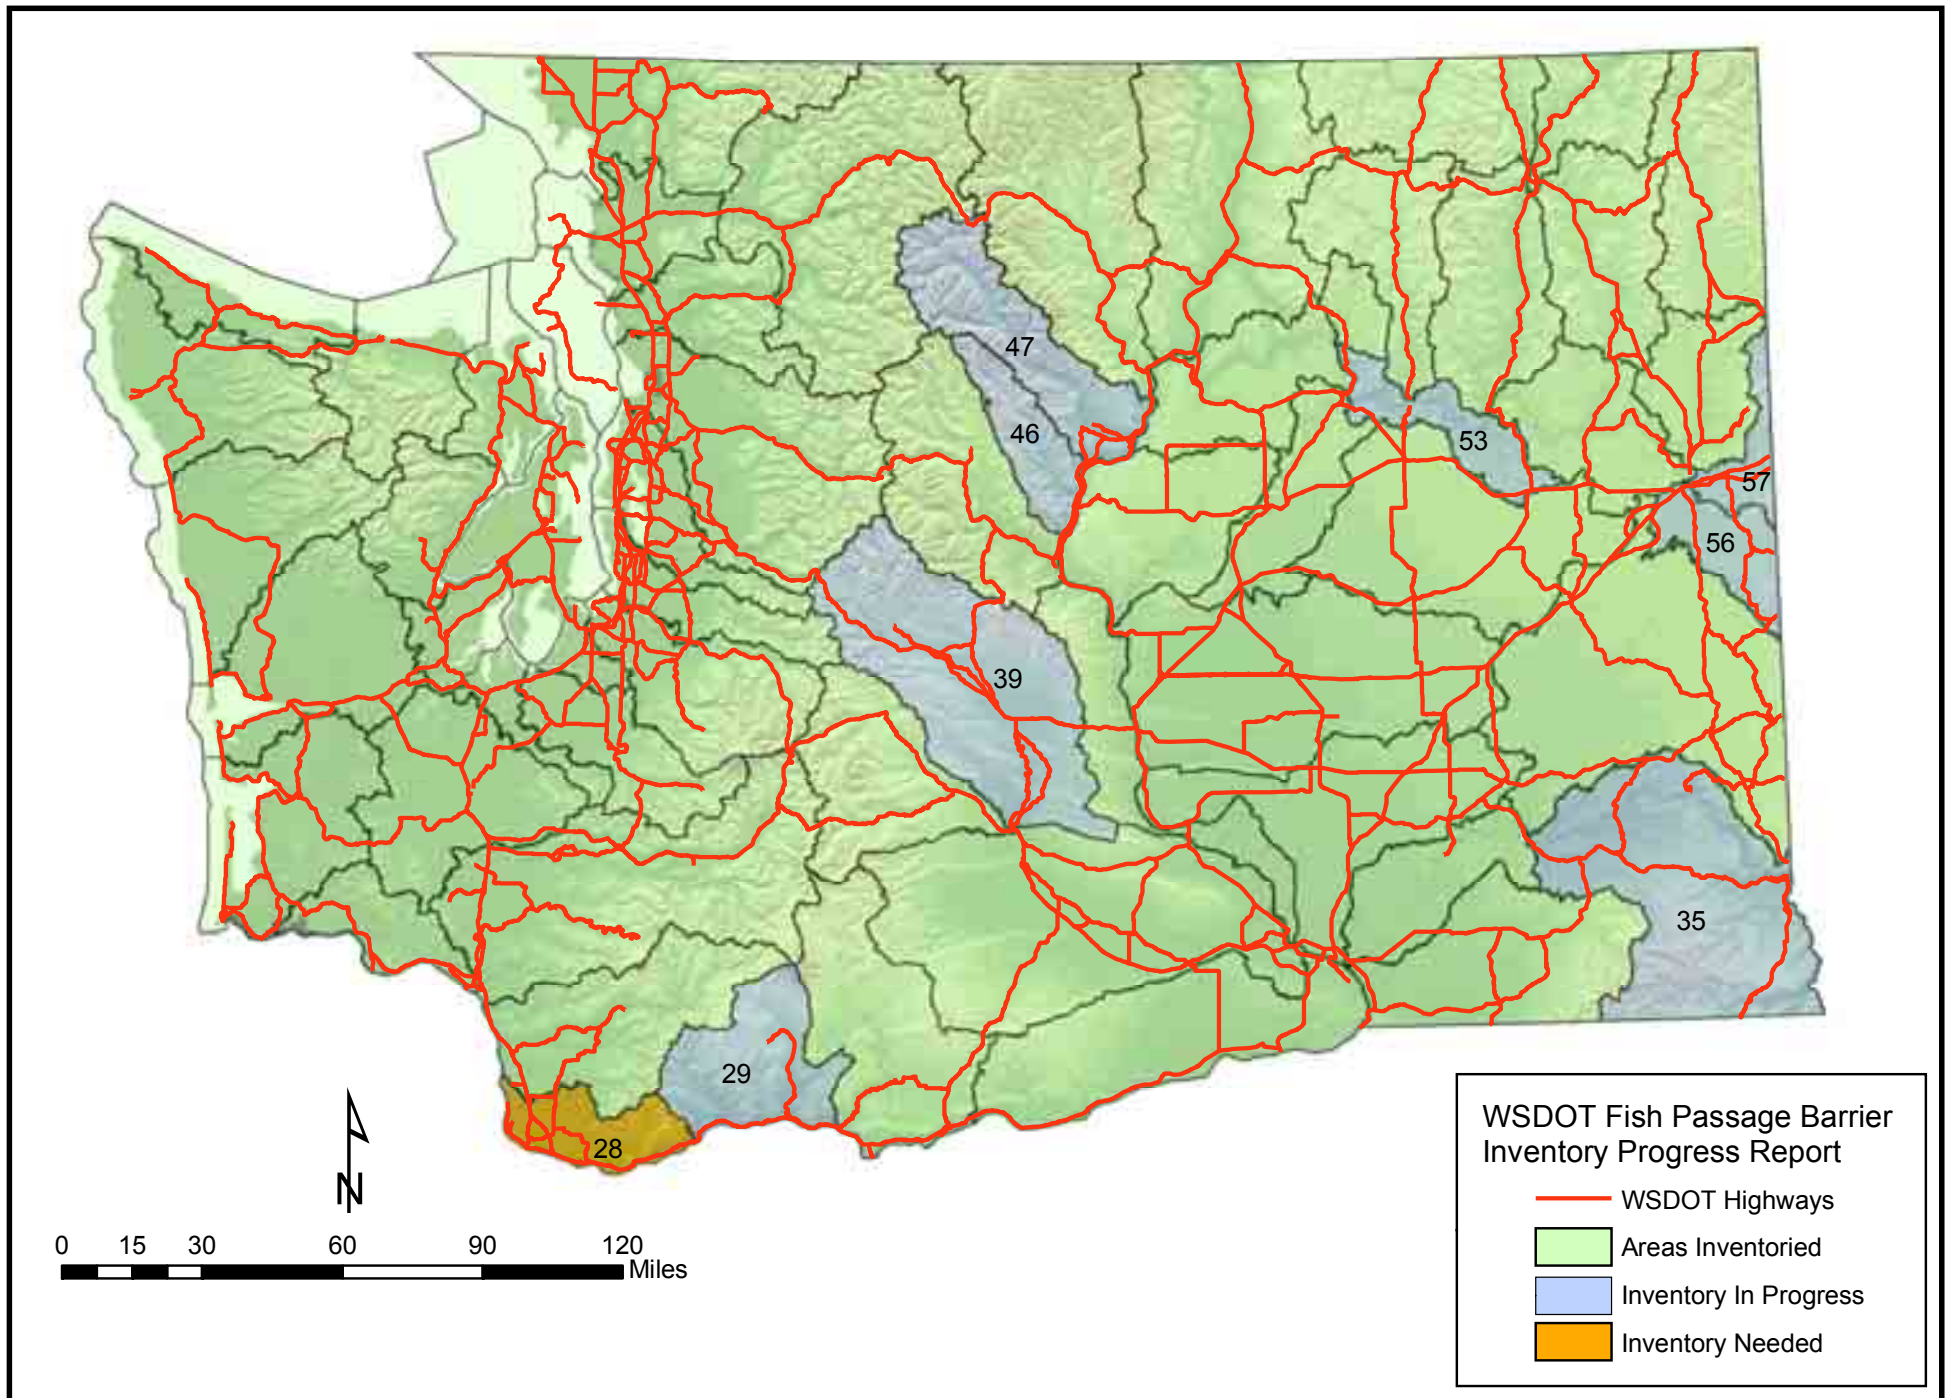 47
46
53
57
56
39
35
29
28
N
0 15 30 60 90 120
Miles
WSDOT Fish Passage Barrier
Inventory Progress Report
WSDOT Highways
Areas Inventoried
Inventory In Progress
Inventory Needed